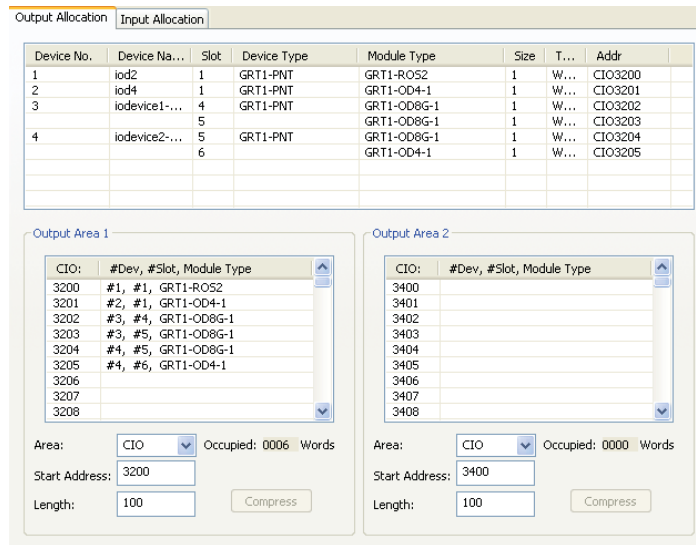 Output Allocation Input Allocation
Device No. Device Na... Slot Device Type Module Type Size T... Addr
1 iod2 1 GRT1-PNT GRT1-ROS2 1 W... CIO3200
2 iod4 1 GRT1-PNT GRT1-OD4-1 1 W... CIO3201
3 iodevice1-... 4 GRT1-PNT GRT1-OD8G-1 1 W... CIO3202
5 GRT1-OD8G-1 1 W... CIO3203
4 iodevice2-... 5 GRT1-PNT GRT1-OD8G-1 1 W... CIO3204
6 GRT1-OD4-1 1 W... CIO3205
Output Area 1
CIO: #Dev, #Slot, Module Type
3200 #1, #1, GRT1-ROS2
3201 #2, #1, GRT1-OD4-1
3202 #3, #4, GRT1-OD8G-1
3203 #3, #5, GRT1-OD8G-1
3204 #4, #5, GRT1-OD8G-1
3205 #4, #6, GRT1-OD4-1
3206
3207
3208
Area: CIO Occupied: 0006 Words
Start Address: 3200
Length: 100 Compress
Output Area 2
CIO: #Dev, #Slot, Module Type
3400
3401
3402
3403
3404
3405
3406
3407
3408
Area: CIO Occupied: 0000 Words
Start Address: 3400
Length: 100 Compress